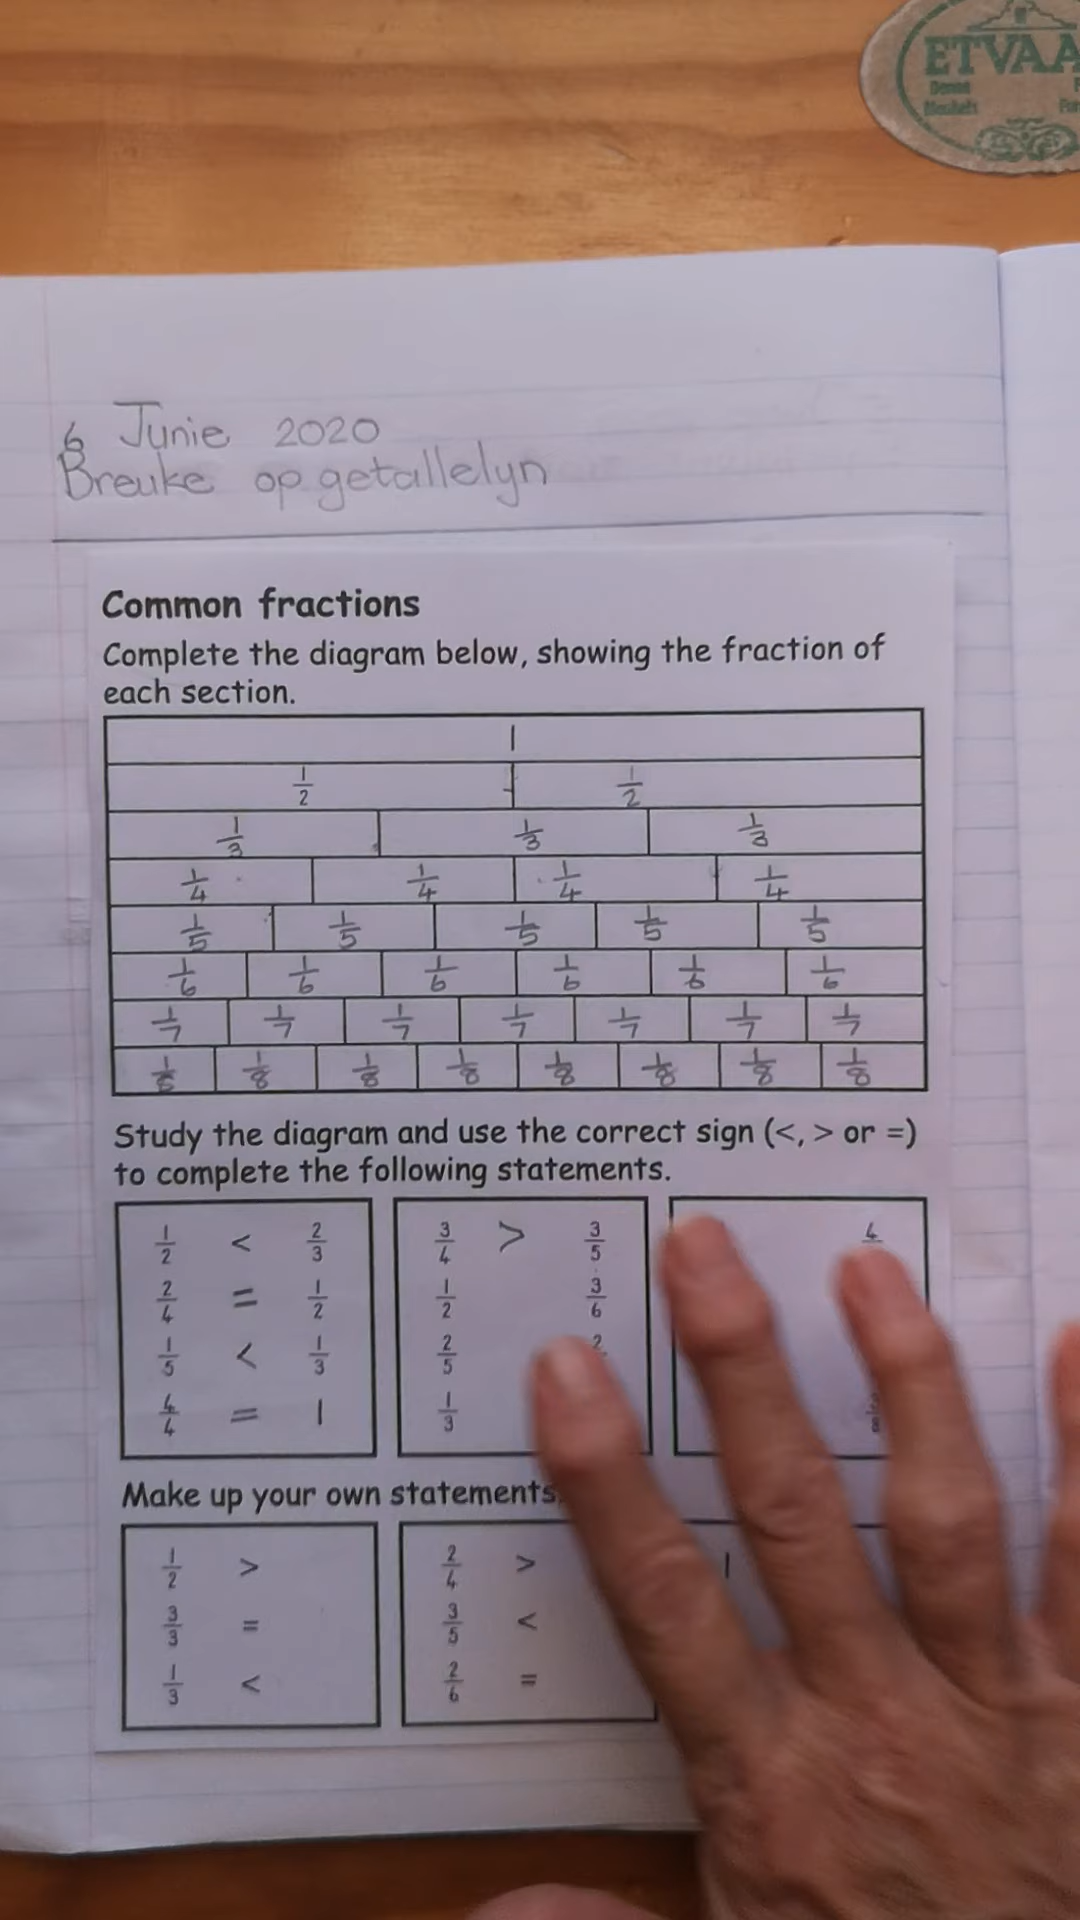 ETVAA
6 Junie 2020
Breuke op getallelyn
Common fractions
Complete the diagram below, showing the fraction of
each section.
1
1/2 1/2
1/3 1/3 1/3
1/4 1/4 1/4 1/4
1/5 1/5 1/5 1/5 1/5
1/6 1/6 1/6 1/6 1/6 1/6
1/7 1/7 1/7 1/7 1/7 1/7 1/7
1/8 1/8 1/8 1/8 1/8 1/8 1/8 1/8
Study the diagram and use the correct sign (<, > or =)
to complete the following statements.
1/2 < 2/3
2/4 = 1/2
1/5 < 1/3
4/4 = 1
3/4 > 3/5
1/2 3/6
2/5 2
1/3
4
Make up your own statements.
1/2 >
3/3 =
1/3 <
2/4 >
3/5 <
2/6 =
1